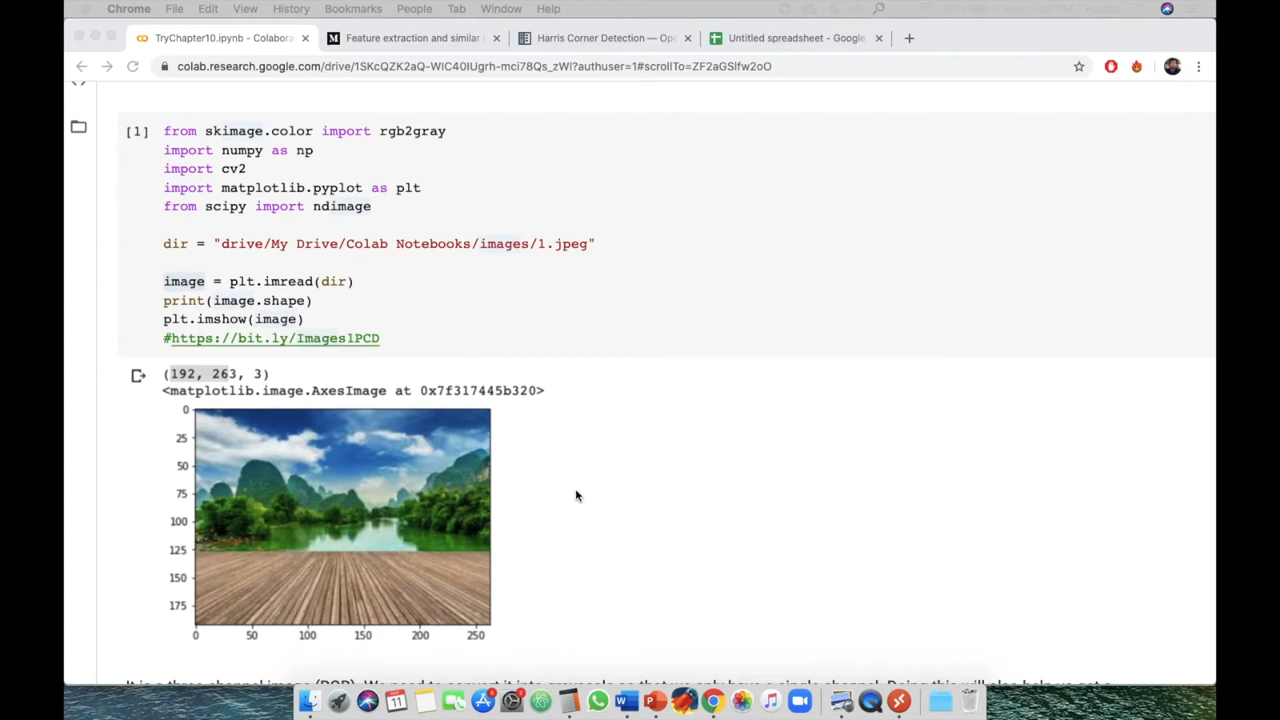 Chrome File Edit View History Bookmarks People Tab Window Help
TryChapter10.ipynb - Colabora
Feature extraction and similar i
Harris Corner Detection — Ope
Untitled spreadsheet - Google
colab.research.google.com/drive/1SKcQZK2aQ-WIC40IUgrh-mci78Qs_zWl?authuser=1#scrollTo=ZF2aGSlfw2oO
[1] from skimage.color import rgb2gray
import numpy as np
import cv2
import matplotlib.pyplot as plt
from scipy import ndimage
dir = "drive/My Drive/Colab Notebooks/images/1.jpeg"
image = plt.imread(dir)
print(image.shape)
plt.imshow(image)
#https://bit.ly/Images1PCD
(192, 263, 3)
<matplotlib.image.AxesImage at 0x7f317445b320>
0
25
50
75
100
125
150
175
0 50 100 150 200 250
11